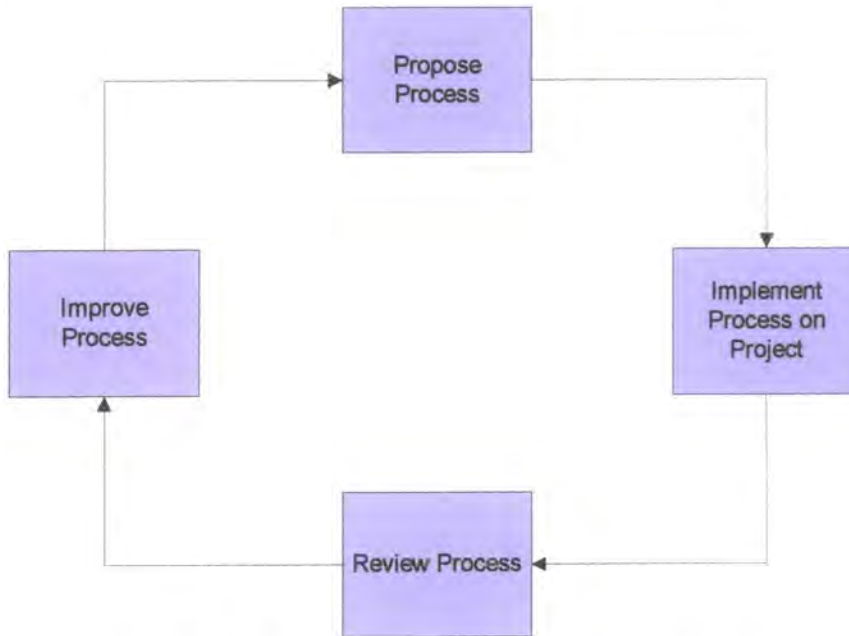 Propose
Process
Improve
Process
Implement
Process on
Project
Review Process